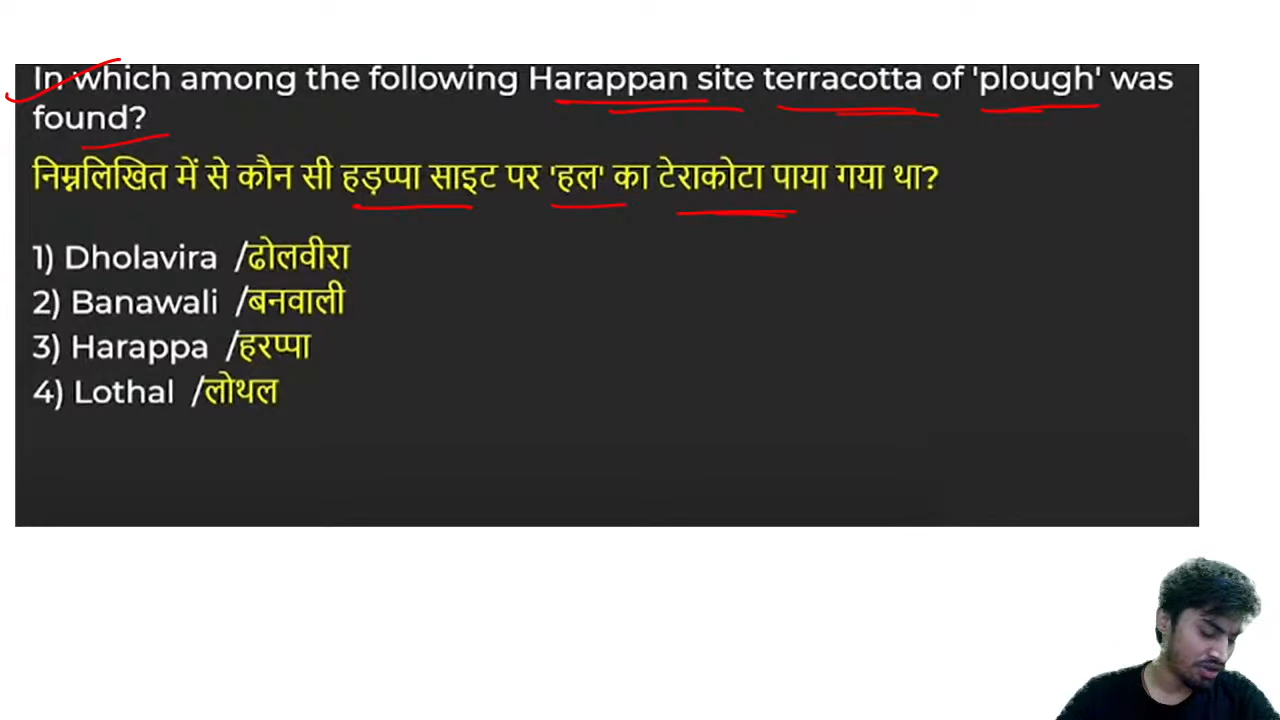 In which among the following Harappan site terracotta of 'plough' was
found?
निम्नलिखित में से कौन सी हड़प्पा साइट पर 'हल' का टेराकोटा पाया गया था?
1) Dholavira /ढोलवीरा
2) Banawali /बनवाली
3) Harappa /हरप्पा
4) Lothal /लोथल